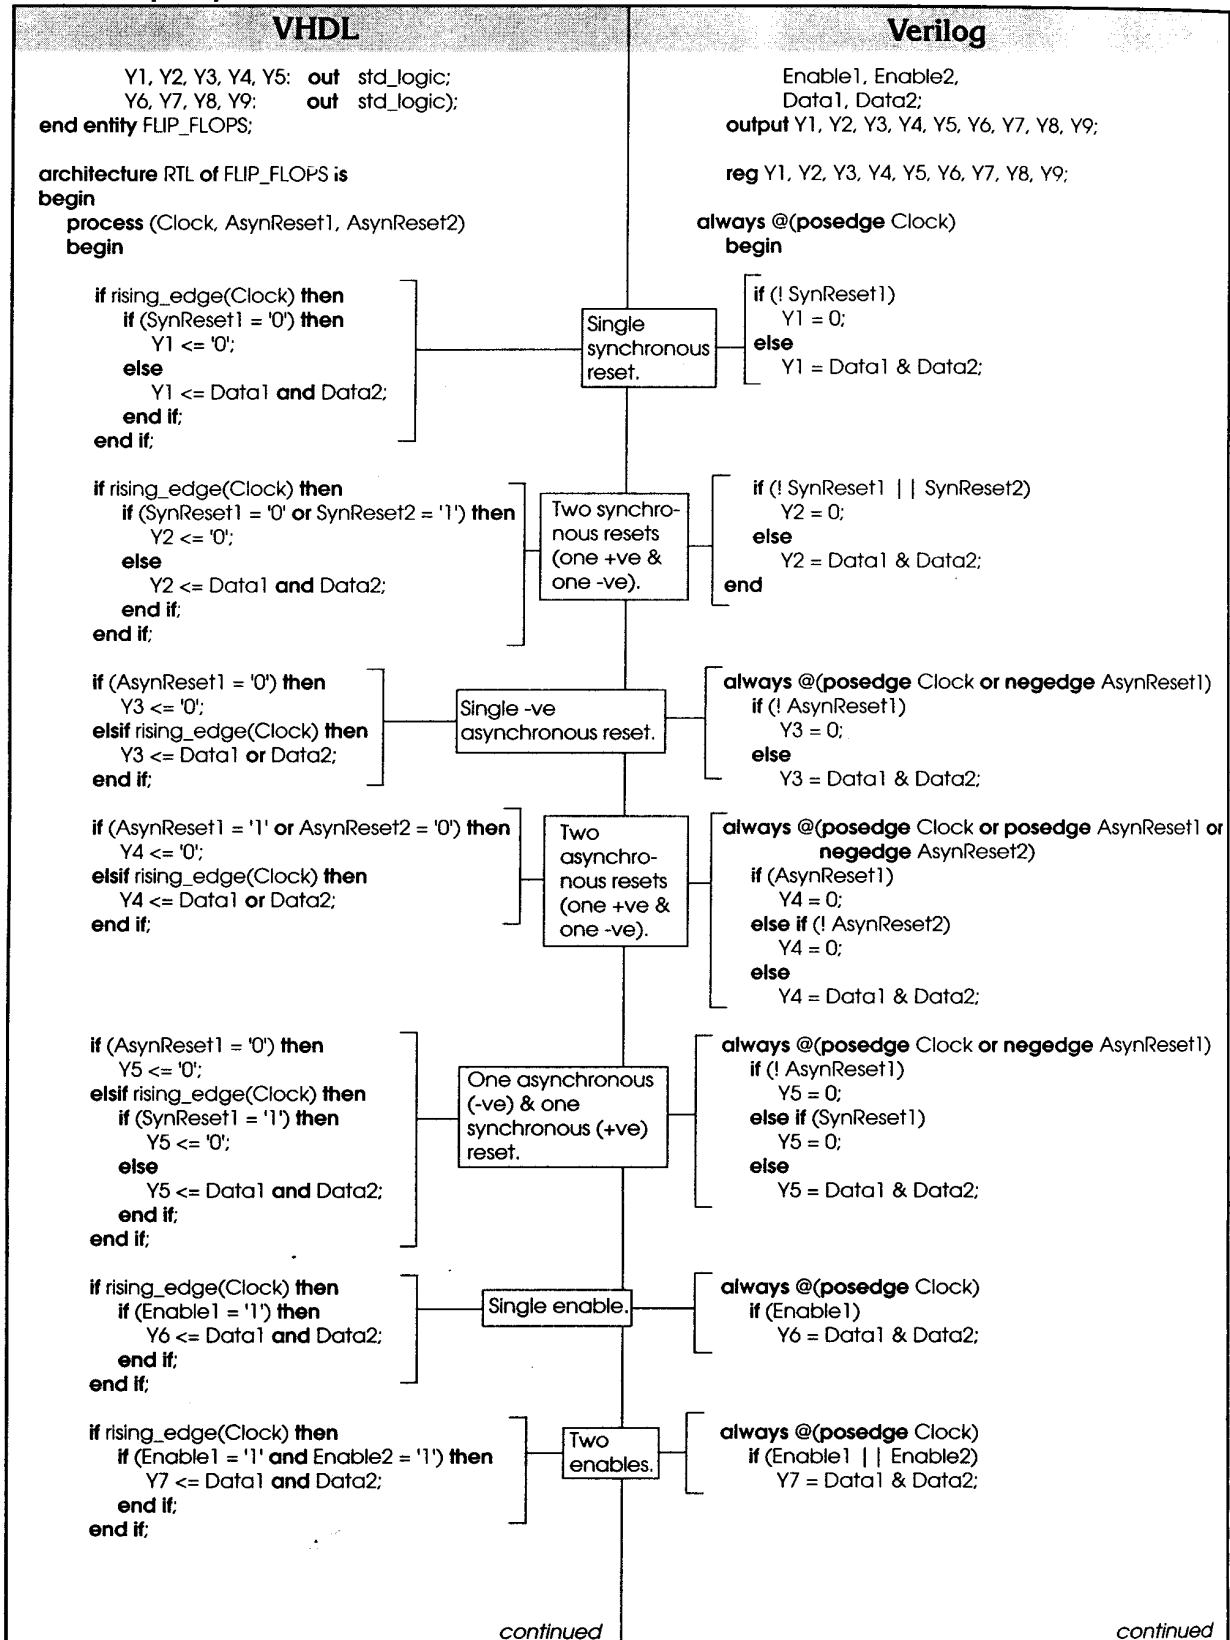 VHDL
Y1, Y2, Y3, Y4, Y5: out std_logic;
Y6, Y7, Y8, Y9: out std_logic);
end entity FLIP_FLOPS;
architecture RTL of FLIP_FLOPS is
begin
process (Clock, AsynReset1, AsynReset2)
begin
if rising_edge(Clock) then
if (SynReset1 = '0') then
Y1 <= '0';
else
Y1 <= Data1 and Data2;
end if;
end if;
if rising_edge(Clock) then
if (SynReset1 = '0' or SynReset2 = '1') then
Y2 <= '0';
else
Y2 <= Data1 and Data2;
end if;
end if;
if (AsynReset1 = '0') then
Y3 <= '0';
elsif rising_edge(Clock) then
Y3 <= Data1 or Data2;
end if;
if (AsynReset1 = '1' or AsynReset2 = '0') then
Y4 <= '0';
elsif rising_edge(Clock) then
Y4 <= Data1 or Data2;
end if;
if (AsynReset1 = '0') then
Y5 <= '0';
elsif rising_edge(Clock) then
if (SynReset1 = '1') then
Y5 <= '0';
else
Y5 <= Data1 and Data2;
end if;
end if;
if rising_edge(Clock) then
if (Enable1 = '1') then
Y6 <= Data1 and Data2;
end if;
end if;
if rising_edge(Clock) then
if (Enable1 = '1' and Enable2 = '1') then
Y7 <= Data1 and Data2;
end if;
end if;
continued
Single
synchronous
reset.
Two synchro-
nous resets
(one +ve &
one -ve).
Single -ve
asynchronous reset.
Two
asynchro-
nous resets
(one +ve &
one -ve).
One asynchronous
(-ve) & one
synchronous (+ve)
reset.
Single enable.
Two
enables.
Verilog
Enable1, Enable2,
Data1, Data2;
output Y1, Y2, Y3, Y4, Y5, Y6, Y7, Y8, Y9;
reg Y1, Y2, Y3, Y4, Y5, Y6, Y7, Y8, Y9;
always @(posedge Clock)
begin
if (! SynReset1)
Y1 = 0;
else
Y1 = Data1 & Data2;
if (! SynReset1 || SynReset2)
Y2 = 0;
else
Y2 = Data1 & Data2;
end
always @(posedge Clock or negedge AsynReset1)
if (! AsynReset1)
Y3 = 0;
else
Y3 = Data1 & Data2;
always @(posedge Clock or posedge AsynReset1 or
negedge AsynReset2)
if (AsynReset1)
Y4 = 0;
else if (! AsynReset2)
Y4 = 0;
else
Y4 = Data1 & Data2;
always @(posedge Clock or negedge AsynReset1)
if (! AsynReset1)
Y5 = 0;
else if (SynReset1)
Y5 = 0;
else
Y5 = Data1 & Data2;
always @(posedge Clock)
if (Enable1)
Y6 = Data1 & Data2;
always @(posedge Clock)
if (Enable1 || Enable2)
Y7 = Data1 & Data2;
continued